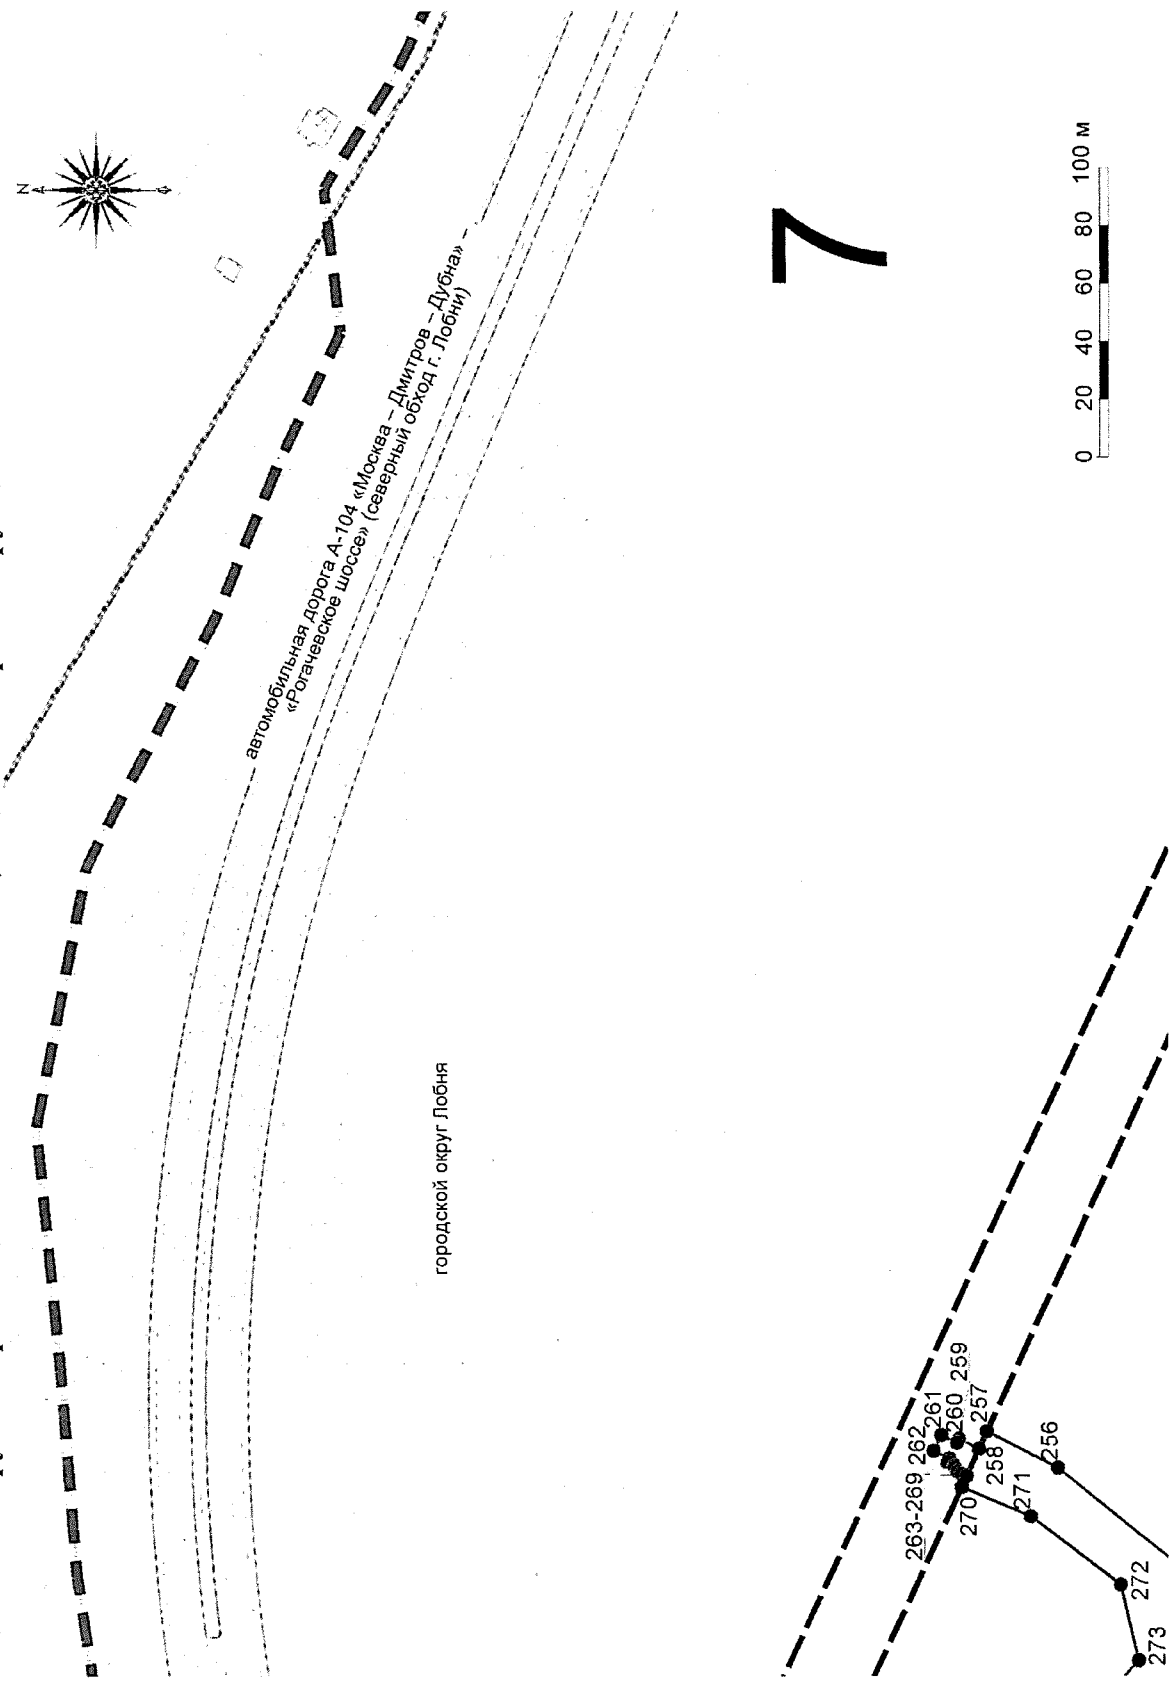 N
автомобильная дорога А-104 «Москва – Дмитров – Дубна» –
«Рогачевское шоссе» (северный обход г. Лобни)
городской округ Лобня
7
0 20 40 60 80 100 м
263-269
262
261
260
259
257
258
270
271
256
272
273